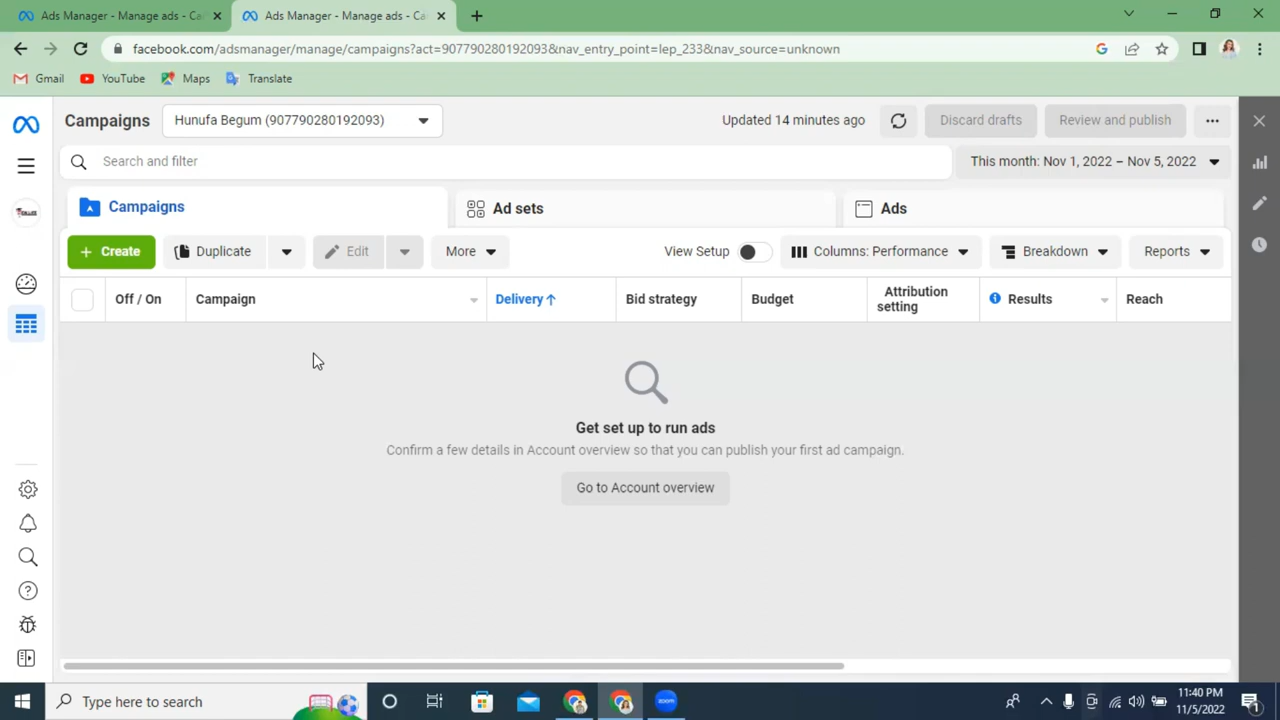 Ads Manager - Manage ads - Ca
Ads Manager - Manage ads - Ca
facebook.com/adsmanager/manage/campaigns?act=907790280192093&nav_entry_point=lep_233&nav_source=unknown
Gmail YouTube Maps Translate
Campaigns Hunufa Begum (907790280192093) Updated 14 minutes ago Discard drafts Review and publish
Search and filter This month: Nov 1, 2022 – Nov 5, 2022
Campaigns Ad sets Ads
+ Create Duplicate Edit More View Setup Columns: Performance Breakdown Reports
Off / On Campaign Delivery ↑ Bid strategy Budget Attribution setting Results Reach
Get set up to run ads
Confirm a few details in Account overview so that you can publish your first ad campaign.
Go to Account overview
Type here to search zoom 11:40 PM
11/5/2022